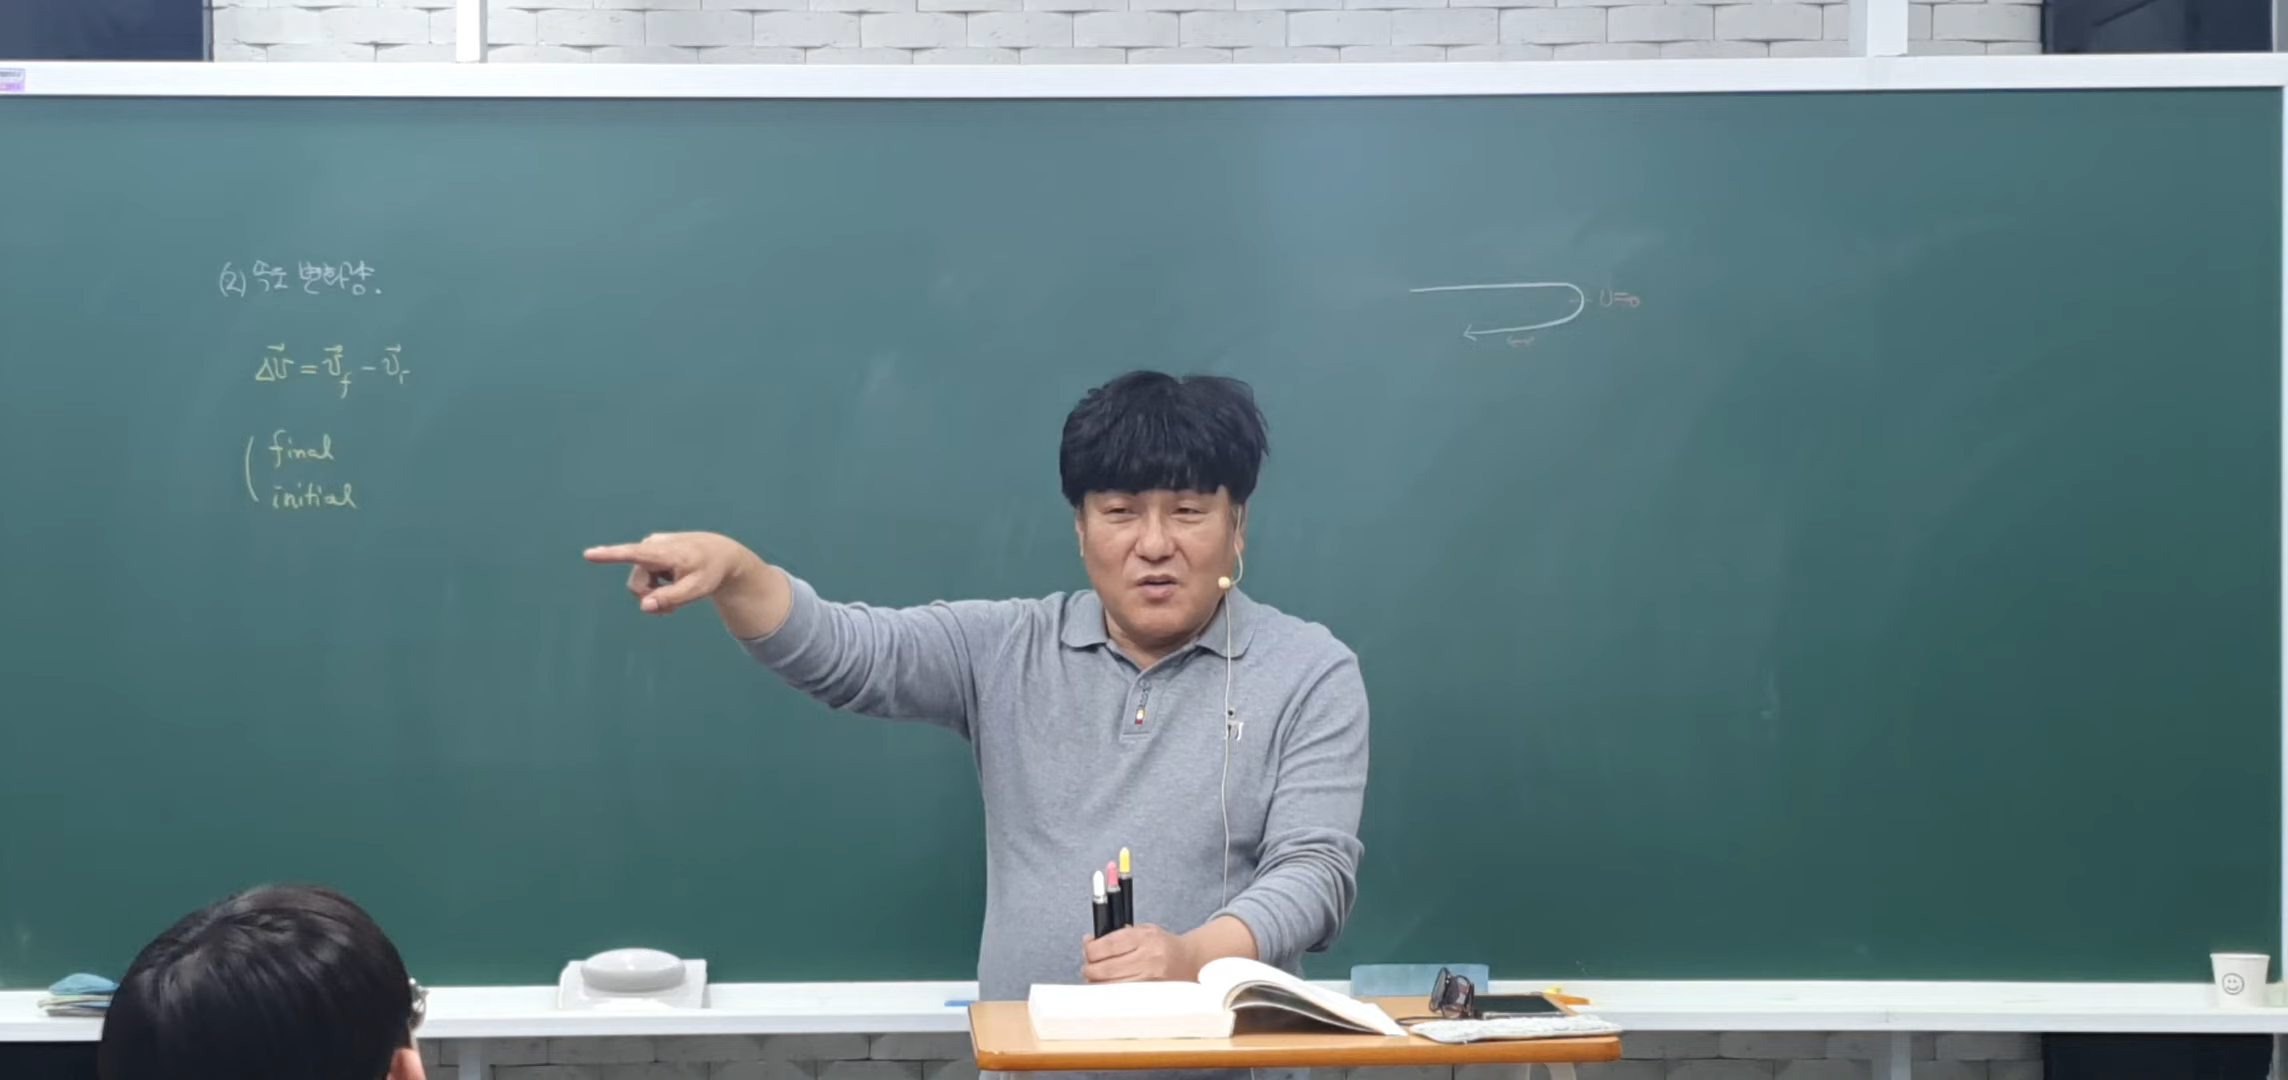 (2) 속도 변화량.
Δv⃗ = v⃗f - v⃗i
final
initial
v=0